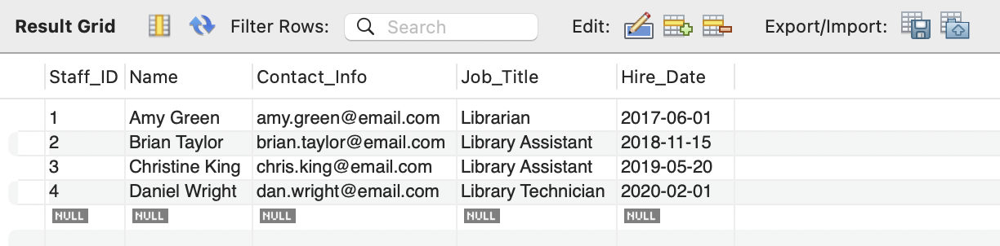 Result Grid Filter Rows: Search Edit: Export/Import:
Staff_ID Name Contact_Info Job_Title Hire_Date
1 Amy Green amy.green@email.com Librarian 2017-06-01
2 Brian Taylor brian.taylor@email.com Library Assistant 2018-11-15
3 Christine King chris.king@email.com Library Assistant 2019-05-20
4 Daniel Wright dan.wright@email.com Library Technician 2020-02-01
NULL NULL NULL NULL NULL